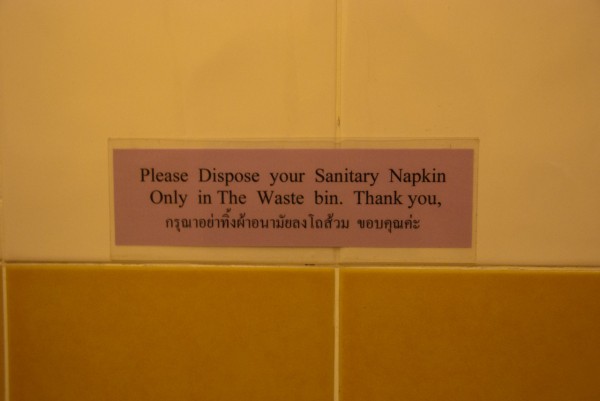 Please Dispose your Sanitary Napkin
Only in The Waste bin. Thank you,
กรุณาอย่าทิ้งผ้าอนามัยลงโถส้วม ขอบคุณค่ะ